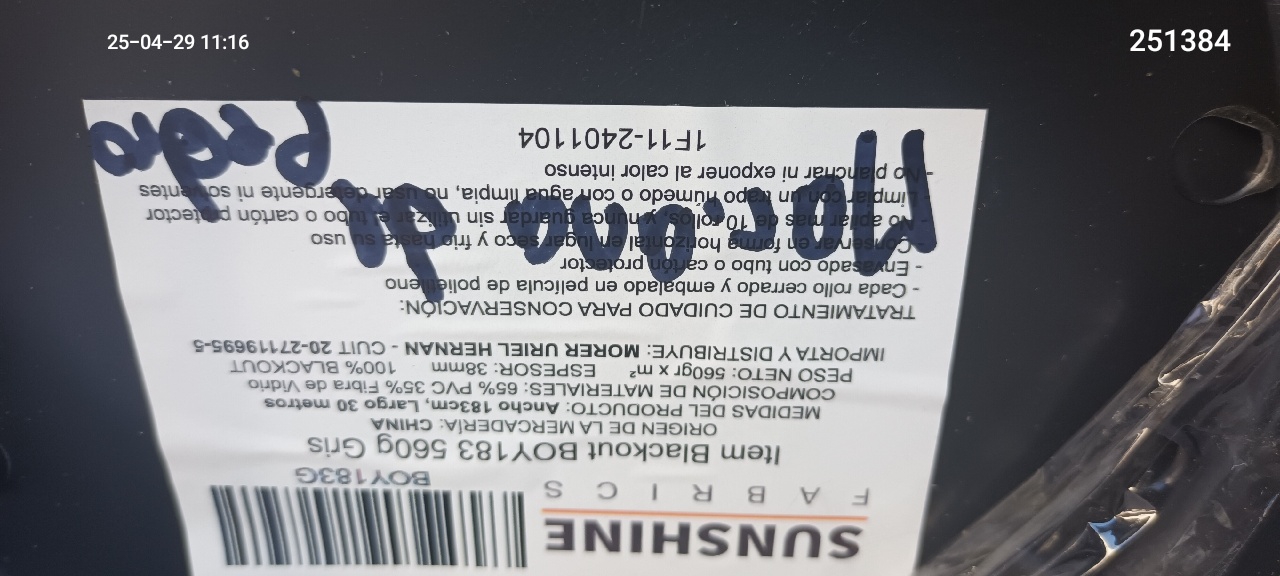 25-04-29 11:16
251384
SUNSHINE
FABRICS
BOY183G
Item Blackout BOY183 560g Gris
ORIGEN DE LA MERCADERÍA: CHINA
MEDIDAS DEL PRODUCTO: Ancho 183cm, Largo 30 metros
COMPOSICIÓN DE MATERIALES: 65% PVC 35% Fibra de Vidrio
PESO NETO: 560gr x m² ESPESOR: 38mm 100% BLACKOUT
IMPORTA Y DISTRIBUYE: MORER URIEL HERNAN - CUIT 20-27119695-5
TRATAMIENTO DE CUIDADO PARA CONSERVACIÓN:
- Cada rollo cerrado y embalado en película de polietileno
- Envasado con tubo o cartón protector
- Conservar en forma horizontal en lugar seco y frio hasta su uso
- No apilar mas de 10 rollos, y nunca guardar sin utilizar el tubo o cartón protector
- Limpiar con un trapo húmedo o con agua limpia, no usar detergente ni solventes
- No planchar ni exponer al calor intenso
1F11-2401104